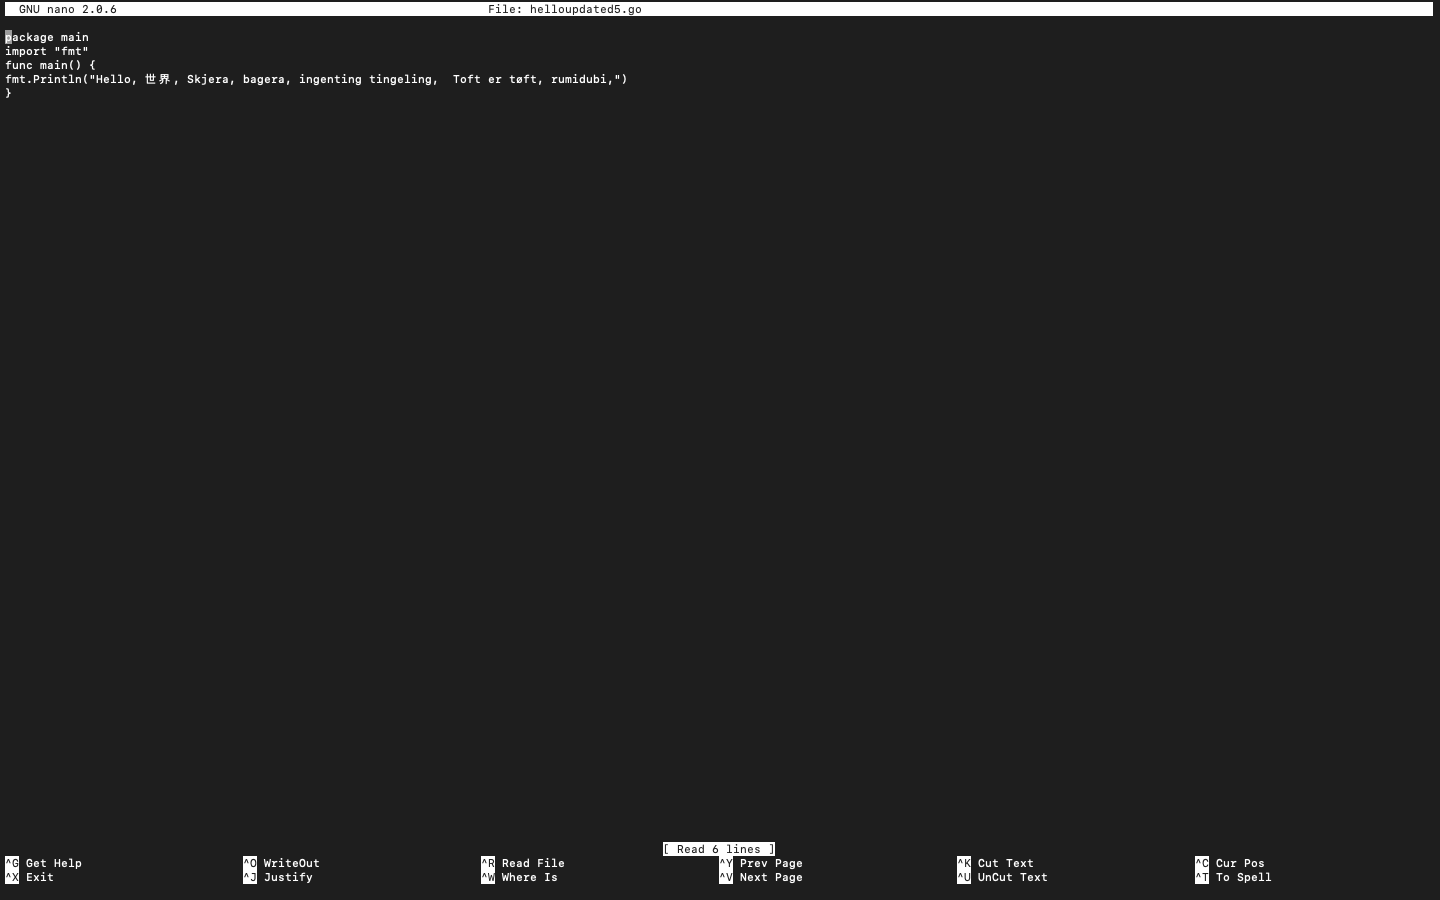 GNU nano 2.0.6 File: helloupdated5.go
package main
import "fmt"
func main() {
fmt.Println("Hello, 世界, Skjera, bagera, ingenting tingeling,  Toft er tøft, rumidubi,")
}
[ Read 6 lines ]
^G Get Help ^O WriteOut ^R Read File ^Y Prev Page ^K Cut Text ^C Cur Pos
^X Exit ^J Justify ^W Where Is ^V Next Page ^U UnCut Text ^T To Spell